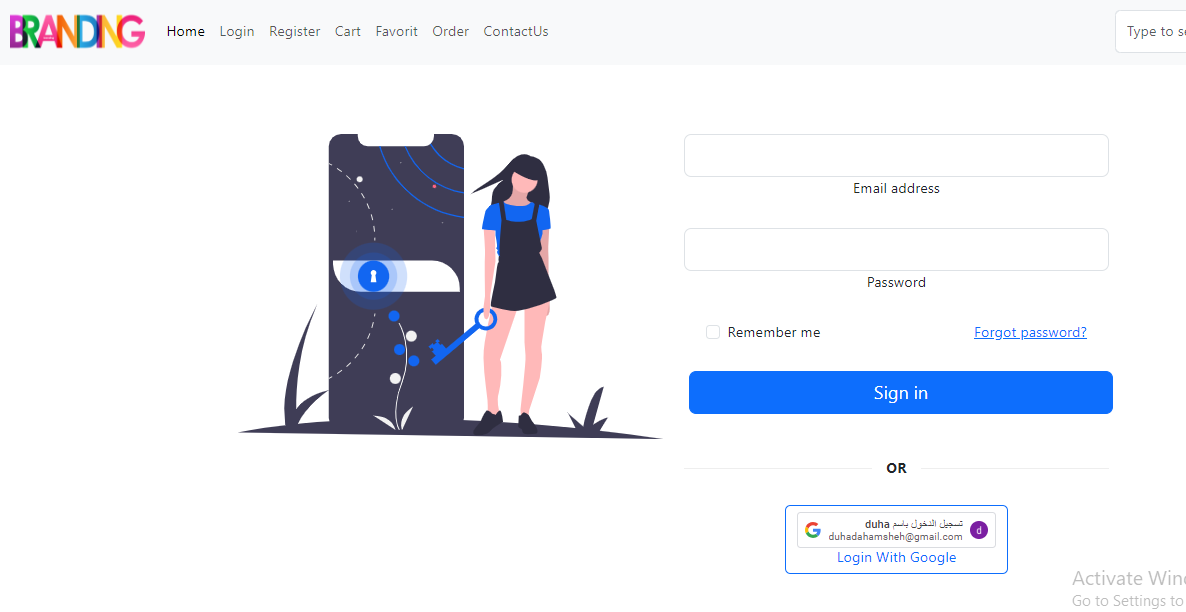 BRANDING
Home Login Register Cart Favorit Order ContactUs
Type to se
Email address
Password
Remember me
Forgot password?
Sign in
OR
تسجيل الدخول باسم duha
duhadahamsheh@gmail.com
d
Login With Google
Activate Win
Go to Settings to